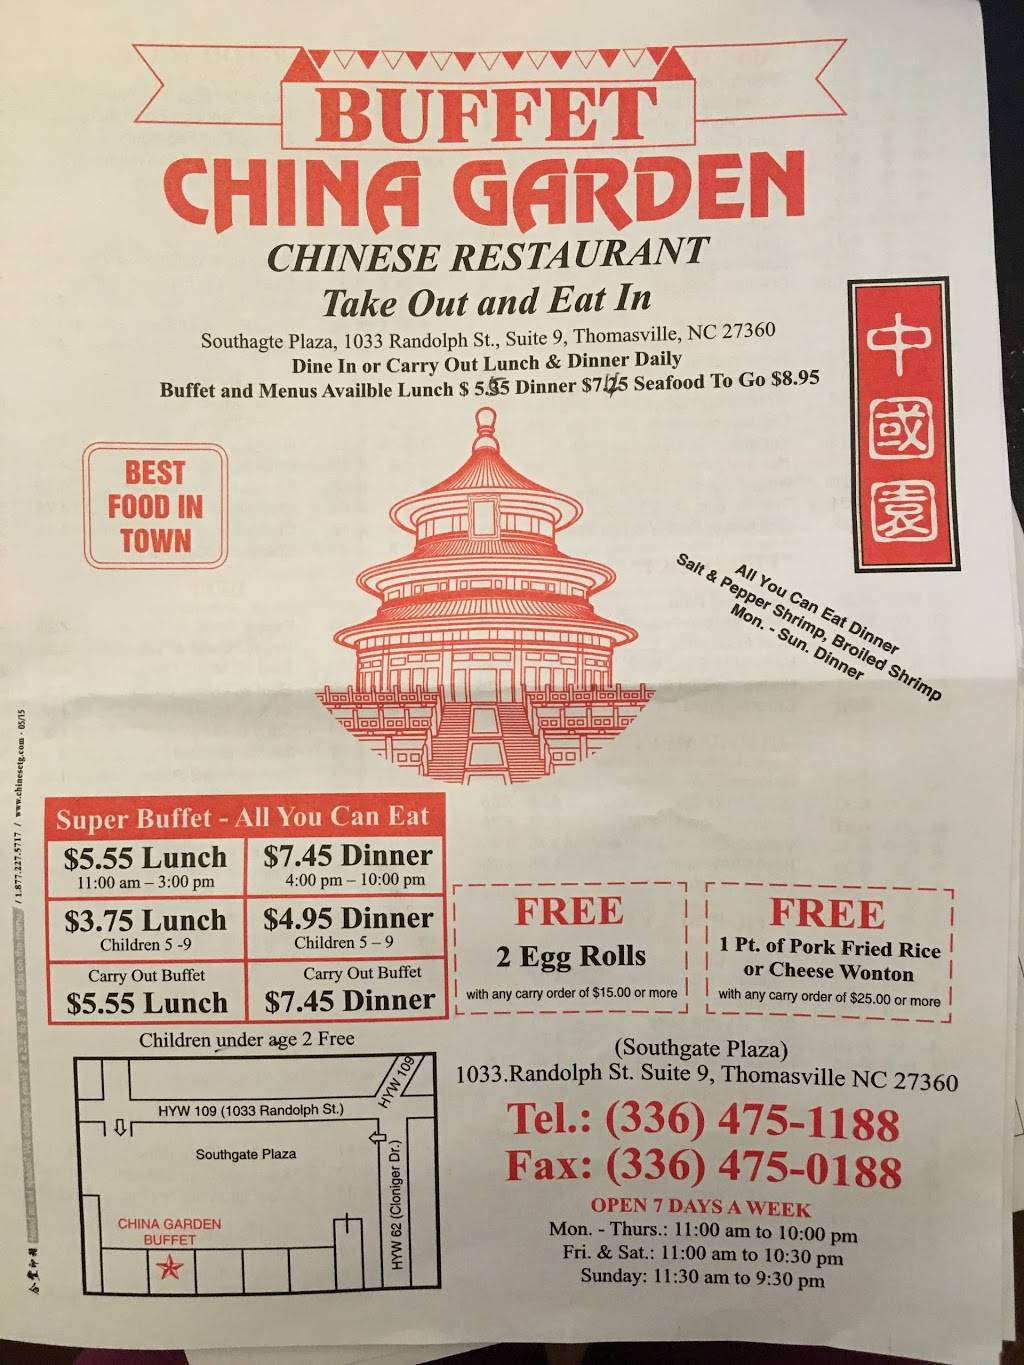 BUFFET
CHINA GARDEN
CHINESE RESTAURANT
Take Out and Eat In
Southagte Plaza, 1033 Randolph St., Suite 9, Thomasville, NC 27360
Dine In or Carry Out Lunch & Dinner Daily
Buffet and Menus Availble Lunch $ 5.55 Dinner $7.45 Seafood To Go $8.95
中
國
園
BEST
FOOD IN
TOWN
All You Can Eat Dinner
Salt & Pepper Shrimp, Broiled Shrimp
Mon. - Sun. Dinner
Super Buffet - All You Can Eat
$5.55 Lunch
11:00 am – 3:00 pm
$7.45 Dinner
4:00 pm – 10:00 pm
$3.75 Lunch
Children 5 -9
$4.95 Dinner
Children 5 – 9
Carry Out Buffet
$5.55 Lunch
Carry Out Buffet
$7.45 Dinner
Children under age 2 Free
FREE
2 Egg Rolls
with any carry order of $15.00 or more
FREE
1 Pt. of Pork Fried Rice
or Cheese Wonton
with any carry order of $25.00 or more
HYW 109
HYW 109 (1033 Randolph St.)
Southgate Plaza
HYW 62 (Cloniger Dr.)
CHINA GARDEN
BUFFET
(Southgate Plaza)
1033.Randolph St. Suite 9, Thomasville NC 27360
Tel.: (336) 475-1188
Fax: (336) 475-0188
OPEN 7 DAYS A WEEK
Mon. - Thurs.: 11:00 am to 10:00 pm
Fri. & Sat.: 11:00 am to 10:30 pm
Sunday: 11:30 am to 9:30 pm
/ 1.877.227.5717 / www.chinesetg.com · 05/15